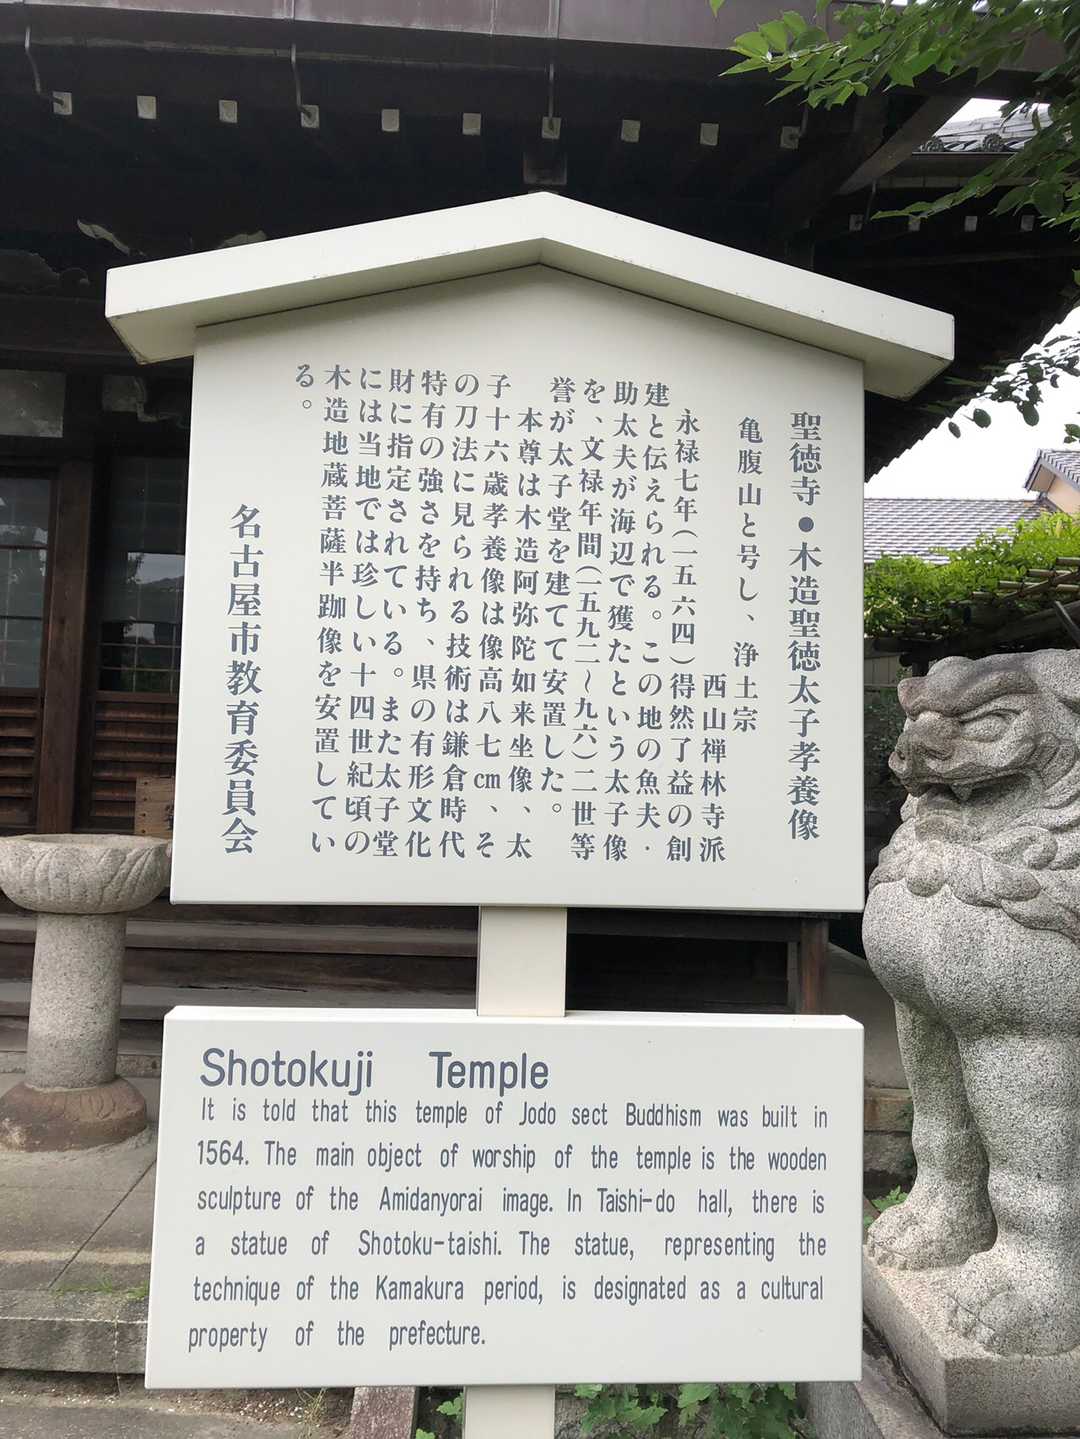 聖徳寺●木造聖徳太子孝養像
亀腹山と号し、浄土宗
西山禅林寺派
永禄七年(一五六四)得然了益の創
建と伝えられる。この地の魚夫・
助太夫が海辺で獲たという太子像
を、文禄年間(一五九二〜九六)二世等
誉が太子堂を建てて安置した。
本尊は木造阿弥陀如来坐像、太
子十六歳孝養像は像高八七㎝、そ
の刀法に見られる技術は鎌倉時代
特有の強さを持ち、県の有形文化
財に指定されている。また太子堂
には当地では珍しい十四世紀頃の
木造地蔵菩薩半跏像を安置してい
る。
名古屋市教育委員会
Shotokuji Temple
It is told that this temple of Jodo sect Buddhism was built in
1564. The main object of worship of the temple is the wooden
sculpture of the Amidanyorai image. In Taishi-do hall, there is
a statue of Shotoku-taishi. The statue, representing the
technique of the Kamakura period, is designated as a cultural
property of the prefecture.